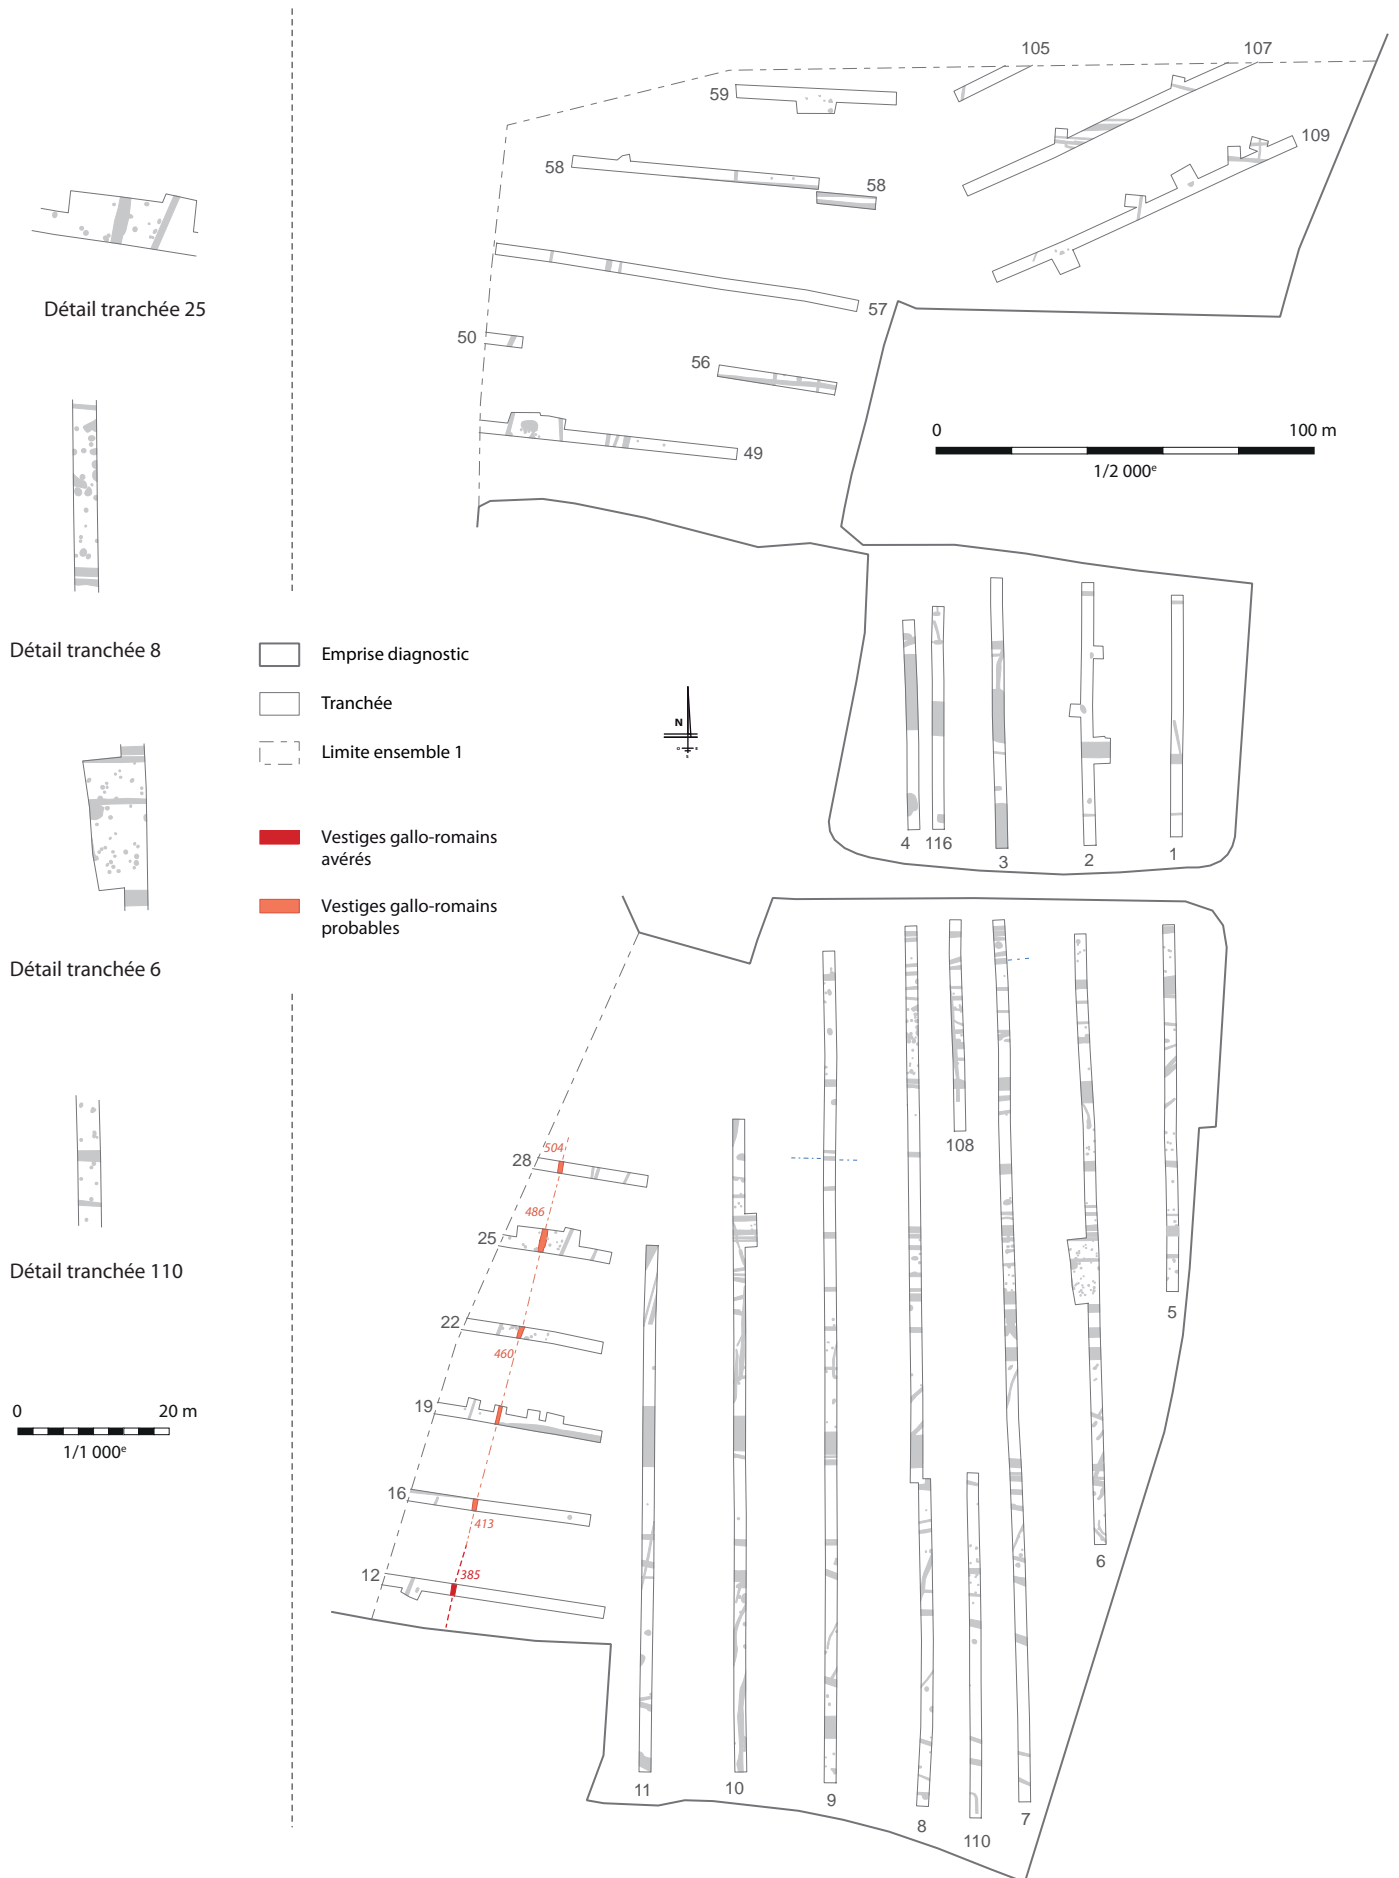 Détail tranchée 25
Détail tranchée 8
Détail tranchée 6
Détail tranchée 110
0 20 m
1/1 000e
Emprise diagnostic
Tranchée
Limite ensemble 1
Vestiges gallo-romains
avérés
Vestiges gallo-romains
probables
105
107
59
109
58
58
57
50
56
49
0 100 m
1/2 000e
N
4
116
3
2
1
504
28
486
25
22
460
19
16
413
12
385
108
5
6
11
10
9
8
110
7